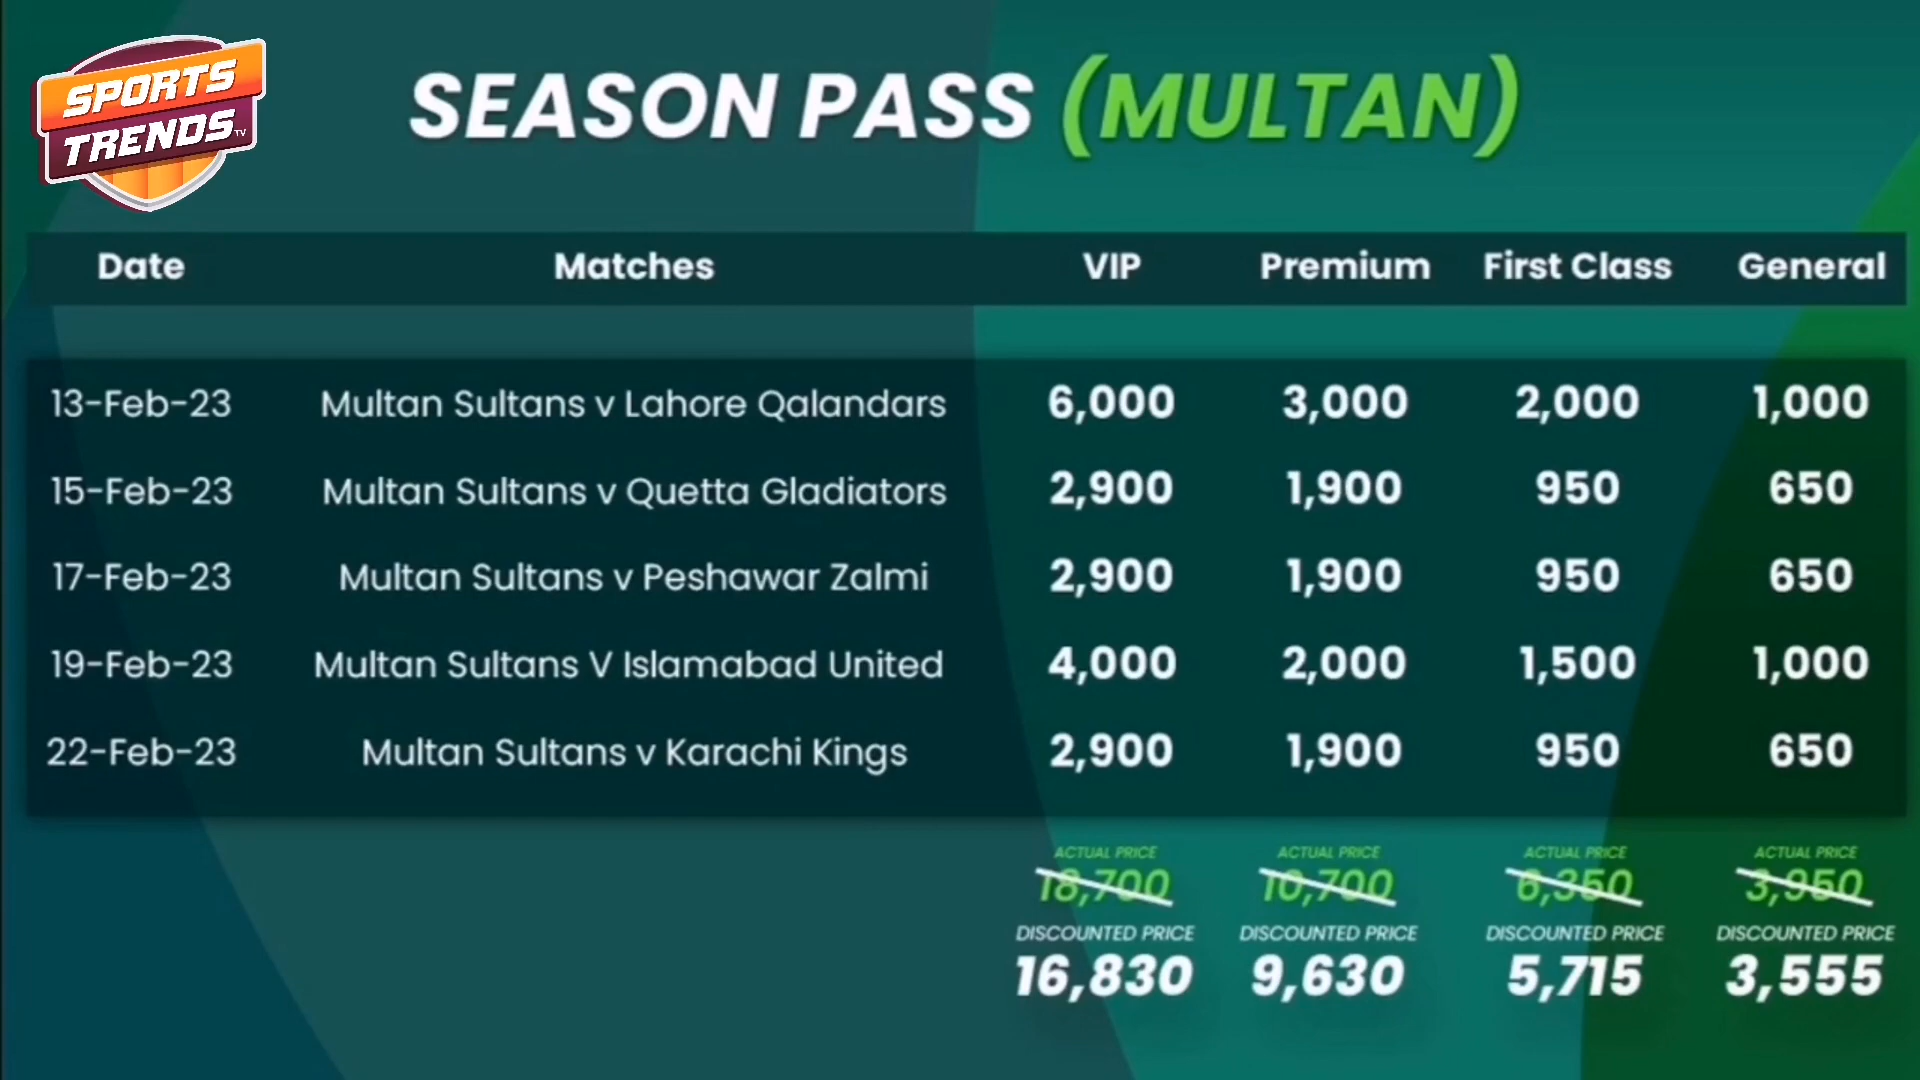 SPORTS
TRENDS TV
SEASON PASS (MULTAN)
Date Matches VIP Premium First Class General
13-Feb-23 Multan Sultans v Lahore Qalandars 6,000 3,000 2,000 1,000
15-Feb-23 Multan Sultans v Quetta Gladiators 2,900 1,900 950 650
17-Feb-23 Multan Sultans v Peshawar Zalmi 2,900 1,900 950 650
19-Feb-23 Multan Sultans V Islamabad United 4,000 2,000 1,500 1,000
22-Feb-23 Multan Sultans v Karachi Kings 2,900 1,900 950 650
ACTUAL PRICE ACTUAL PRICE ACTUAL PRICE ACTUAL PRICE
18,700 10,700 6,350 3,950
DISCOUNTED PRICE DISCOUNTED PRICE DISCOUNTED PRICE DISCOUNTED PRICE
16,830 9,630 5,715 3,555